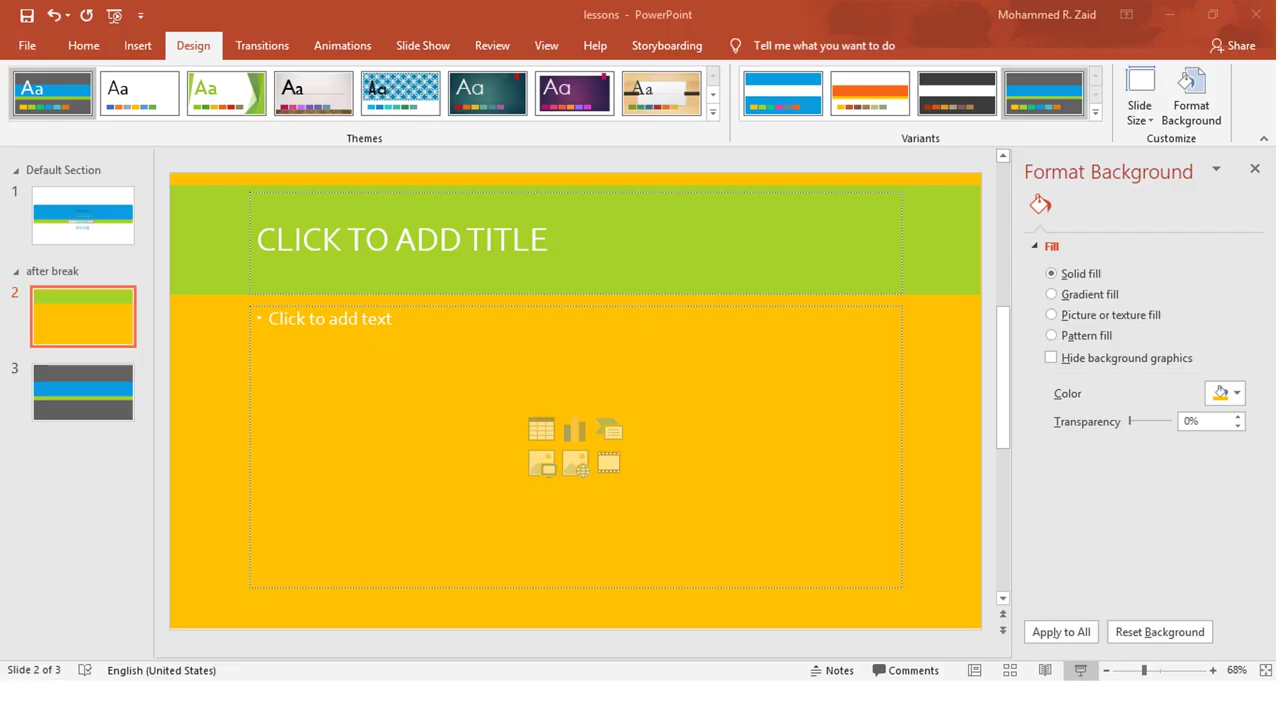 lessons - PowerPoint
Mohammed R. Zaid
File Home Insert Design Transitions Animations Slide Show Review View Help Storyboarding Tell me what you want to do Share
Aa Aa Aa Aa Aa Aa Aa Aa
Slide Size
Format Background
Themes
Variants
Customize
Default Section
1
after break
2
3
CLICK TO ADD TITLE
• Click to add text
Format Background
Fill
Solid fill
Gradient fill
Picture or texture fill
Pattern fill
Hide background graphics
Color
Transparency 0%
Apply to All Reset Background
Slide 2 of 3 English (United States) Notes Comments 68%